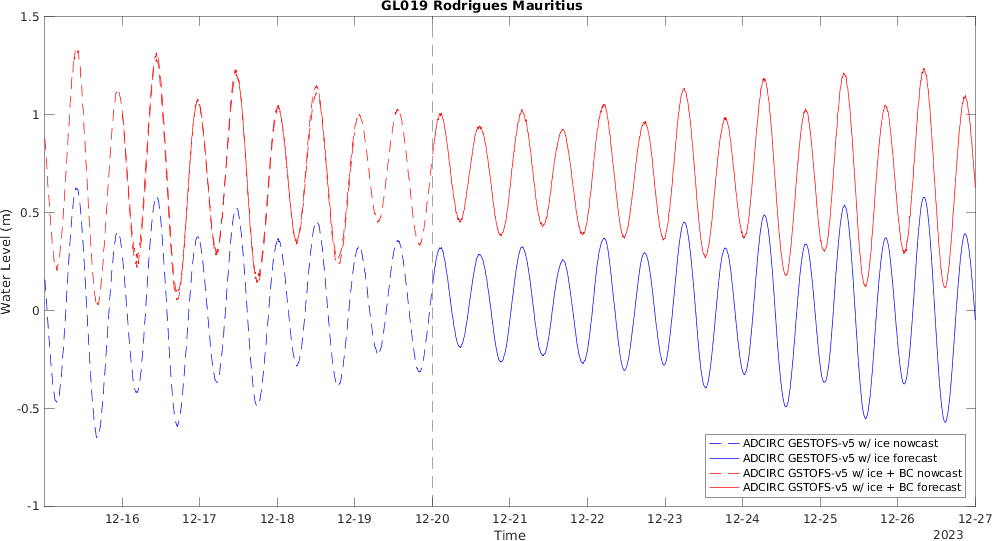 GL019 Rodrigues Mauritius
1.5
1
0.5
0
-0.5
-1
Water Level (m)
12-16
12-17
12-18
12-19
12-20
12-21
12-22
12-23
12-24
12-25
12-26
12-27
Time
2023
ADCIRC GESTOFS-v5 w/ ice nowcast
ADCIRC GESTOFS-v5 w/ ice forecast
ADCIRC GSTOFS-v5 w/ ice + BC nowcast
ADCIRC GSTOFS-v5 w/ ice + BC forecast